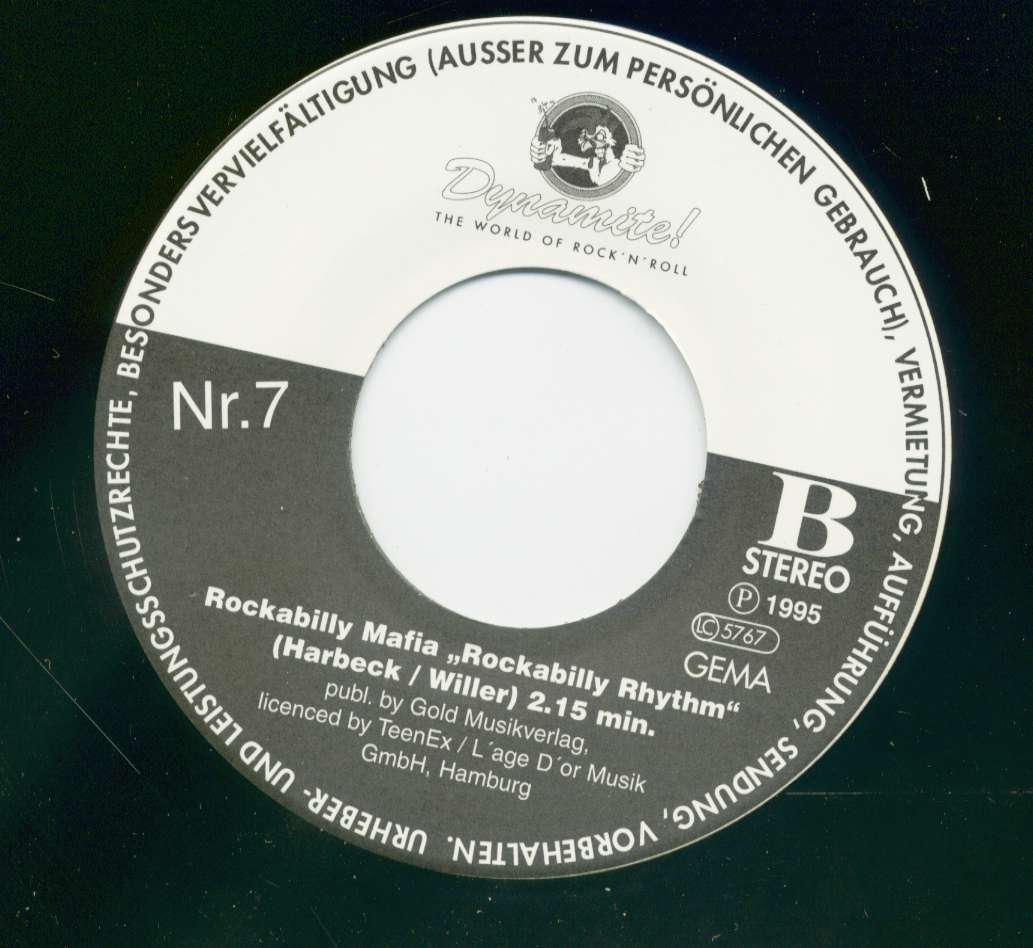 URHEBER- UND LEISTUNGSSCHUTZRECHTE, BESONDERS VERVIELFÄLTIGUNG (AUSSER ZUM PERSÖNLICHEN GEBRAUCH), VERMIETUNG, AUFFÜHRUNG, SENDUNG, VORBEHALTEN.
Dynamite!
THE WORLD OF ROCK´N´ROLL
Nr.7
B
STEREO
Ⓟ 1995
LC 5767
GEMA
Rockabilly Mafia „Rockabilly Rhythm“
(Harbeck / Willer) 2.15 min.
publ. by Gold Musikverlag,
licenced by TeenEx / L´age D´or Musik
GmbH, Hamburg